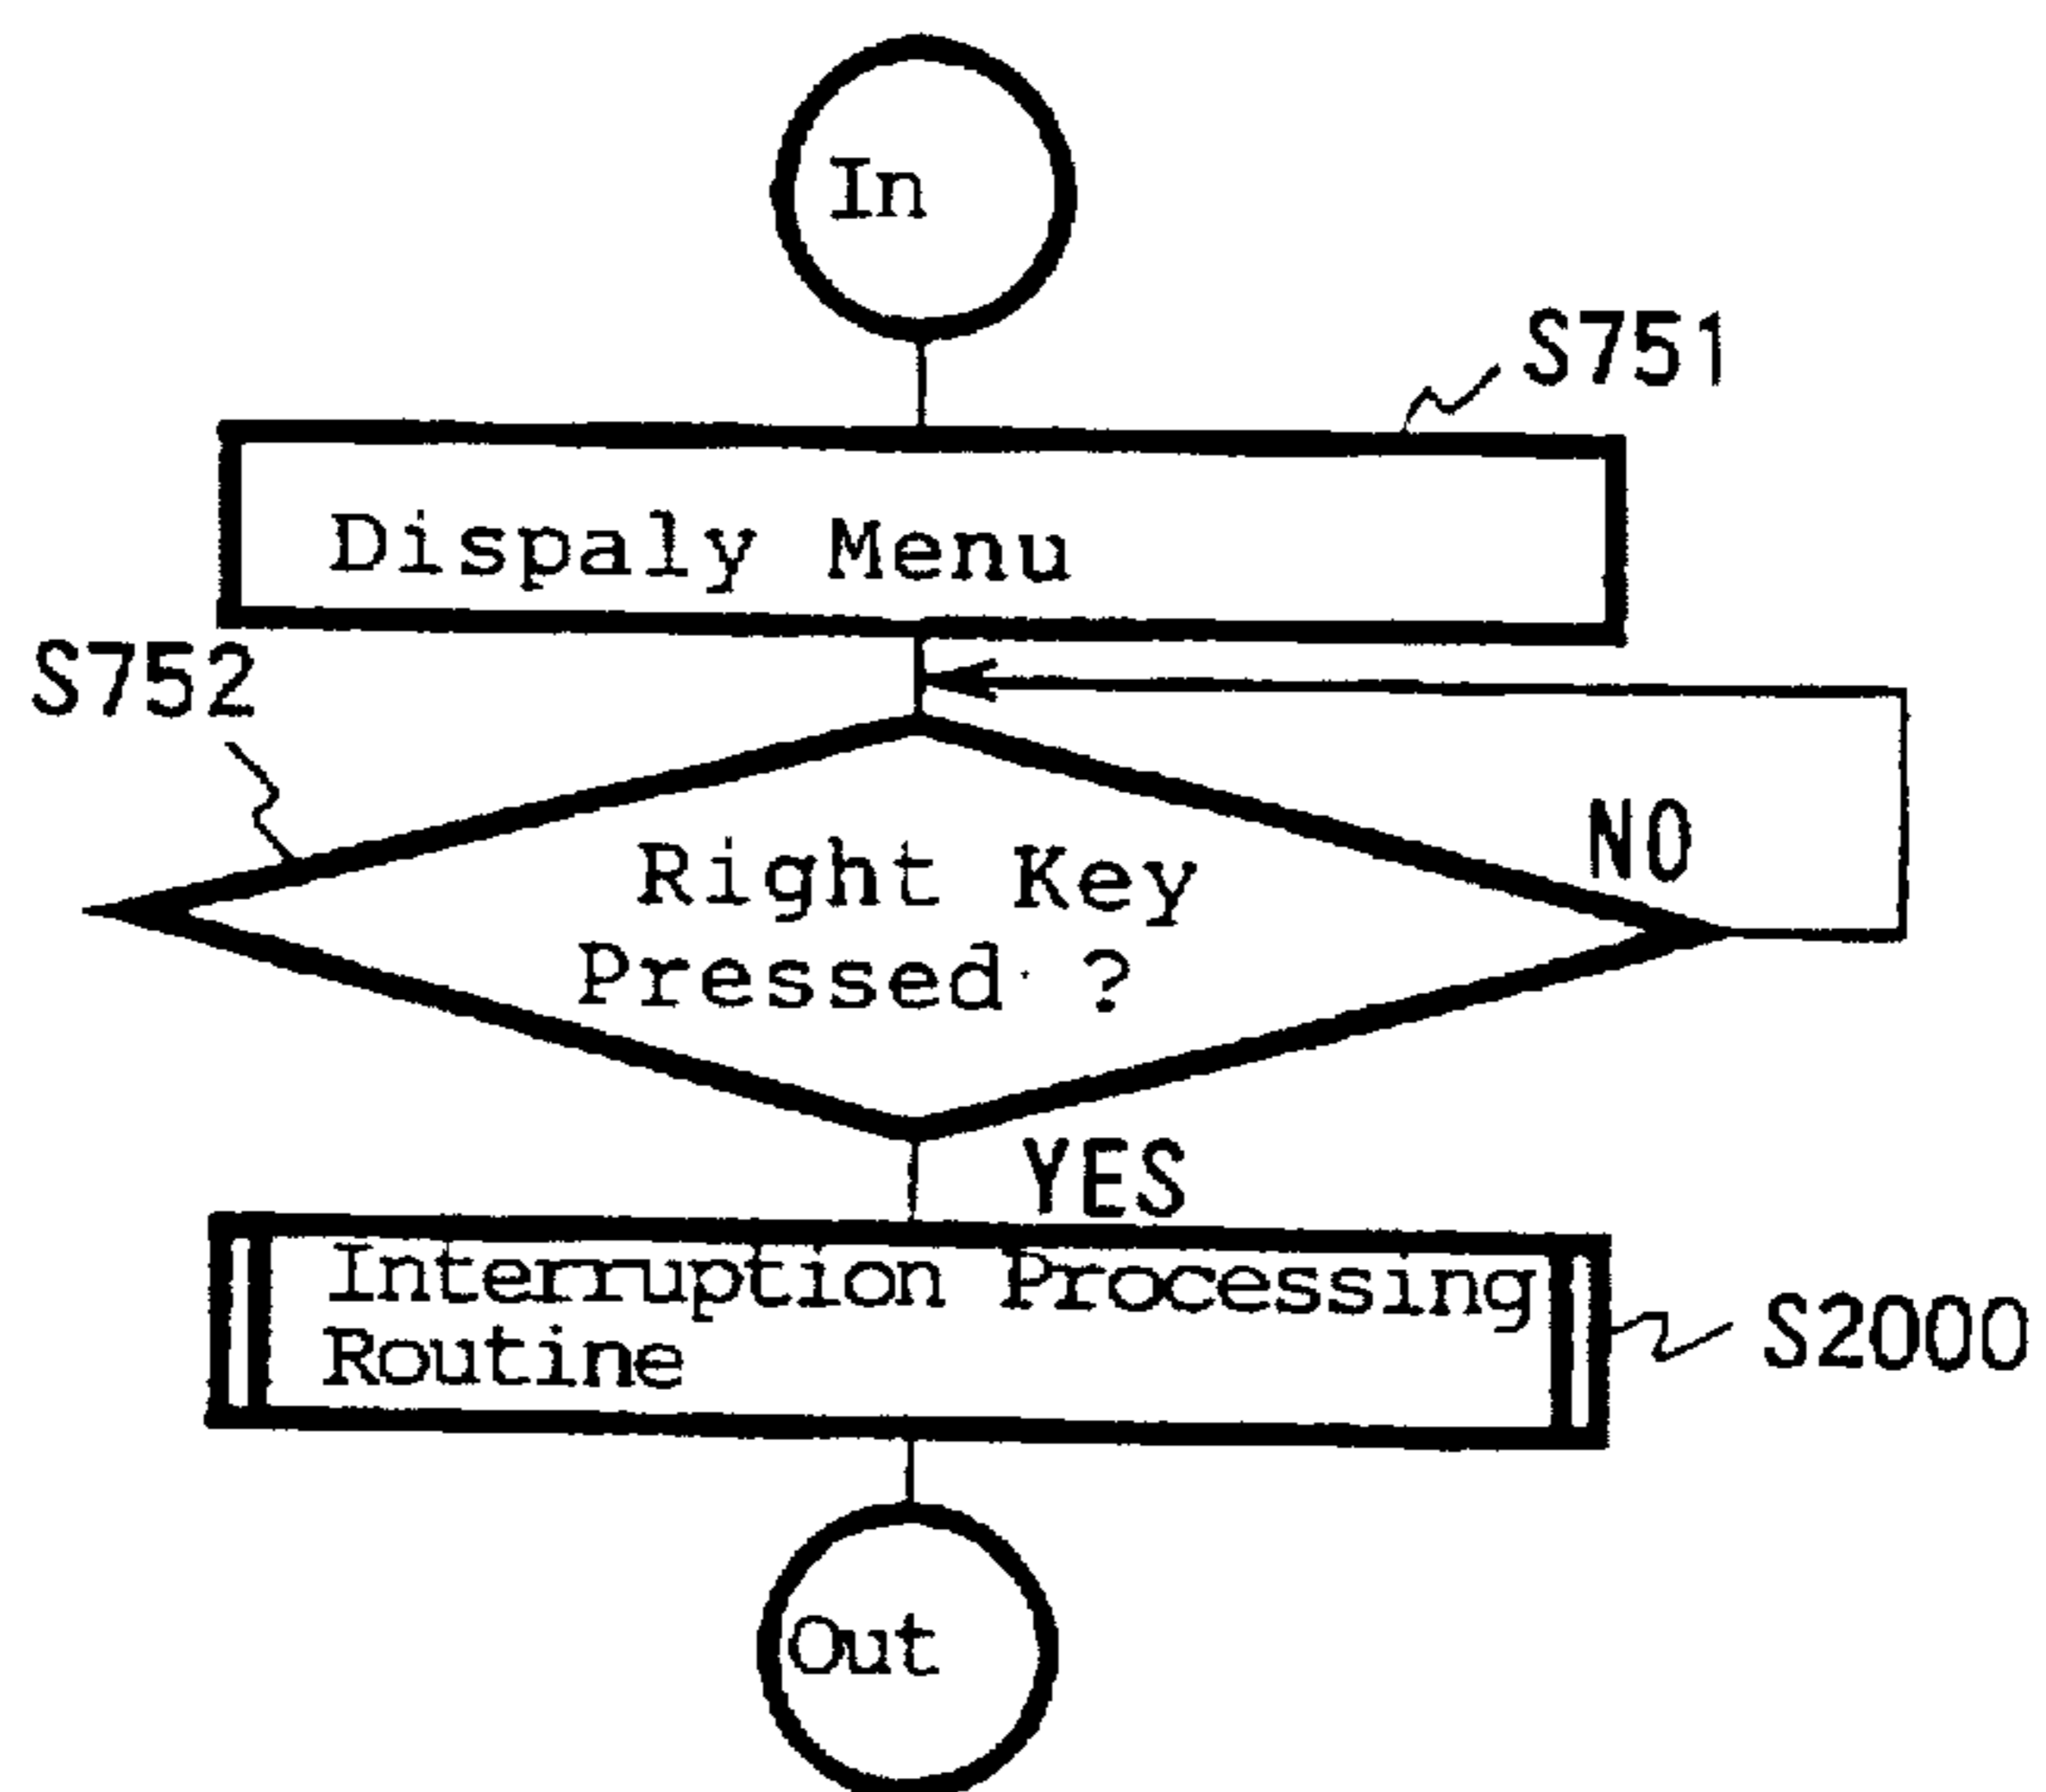 In
S751
Dispaly Menu
S752
Right Key
Pressed ?
NO
YES
Interruption Processing
Routine
S2000
Out